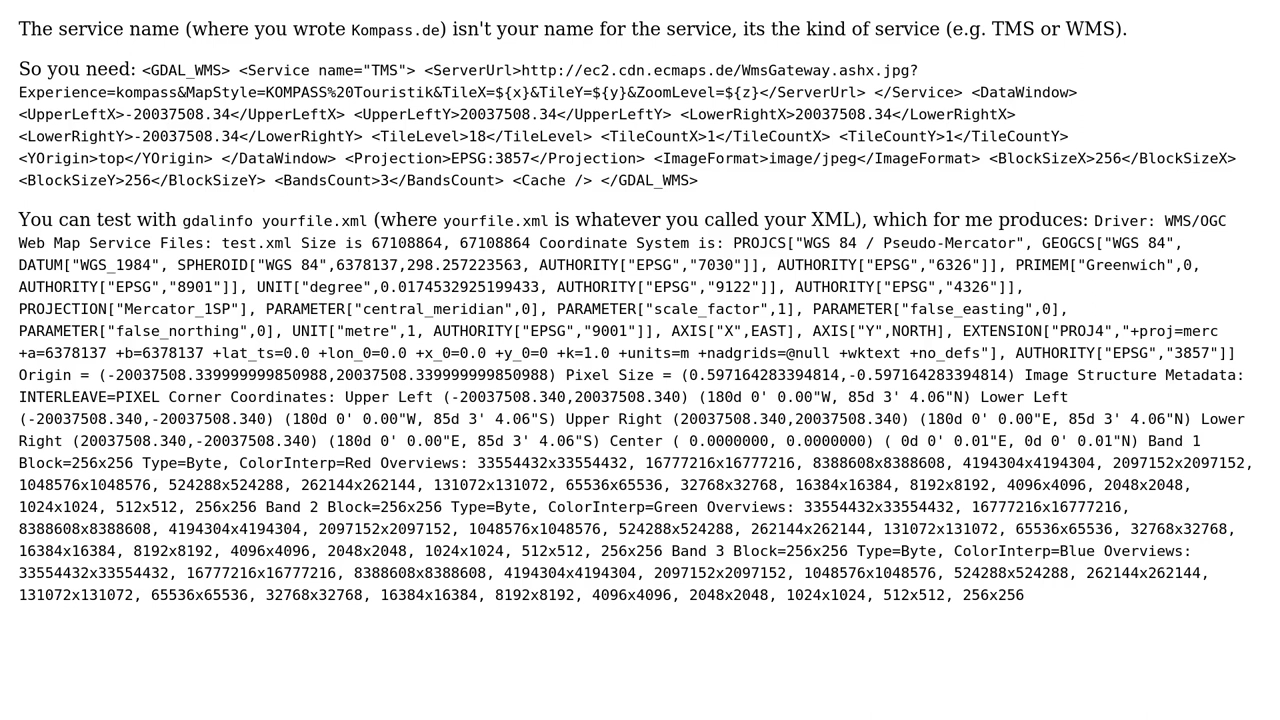 The service name (where you wrote Kompass.de) isn't your name for the service, its the kind of service (e.g. TMS or WMS).
So you need: <GDAL_WMS> <Service name="TMS"> <ServerUrl>http://ec2.cdn.ecmaps.de/WmsGateway.ashx.jpg?
Experience=kompass&MapStyle=KOMPASS%20Touristik&TileX=${x}&TileY=${y}&ZoomLevel=${z}</ServerUrl> </Service> <DataWindow>
<UpperLeftX>-20037508.34</UpperLeftX> <UpperLeftY>20037508.34</UpperLeftY> <LowerRightX>20037508.34</LowerRightX>
<LowerRightY>-20037508.34</LowerRightY> <TileLevel>18</TileLevel> <TileCountX>1</TileCountX> <TileCountY>1</TileCountY>
<YOrigin>top</YOrigin> </DataWindow> <Projection>EPSG:3857</Projection> <ImageFormat>image/jpeg</ImageFormat> <BlockSizeX>256</BlockSizeX>
<BlockSizeY>256</BlockSizeY> <BandsCount>3</BandsCount> <Cache /> </GDAL_WMS>
You can test with gdalinfo yourfile.xml (where yourfile.xml is whatever you called your XML), which for me produces: Driver: WMS/OGC
Web Map Service Files: test.xml Size is 67108864, 67108864 Coordinate System is: PROJCS["WGS 84 / Pseudo-Mercator", GEOGCS["WGS 84",
DATUM["WGS_1984", SPHEROID["WGS 84",6378137,298.257223563, AUTHORITY["EPSG","7030"]], AUTHORITY["EPSG","6326"]], PRIMEM["Greenwich",0,
AUTHORITY["EPSG","8901"]], UNIT["degree",0.0174532925199433, AUTHORITY["EPSG","9122"]], AUTHORITY["EPSG","4326"]],
PROJECTION["Mercator_1SP"], PARAMETER["central_meridian",0], PARAMETER["scale_factor",1], PARAMETER["false_easting",0],
PARAMETER["false_northing",0], UNIT["metre",1, AUTHORITY["EPSG","9001"]], AXIS["X",EAST], AXIS["Y",NORTH], EXTENSION["PROJ4","+proj=merc
+a=6378137 +b=6378137 +lat_ts=0.0 +lon_0=0.0 +x_0=0.0 +y_0=0 +k=1.0 +units=m +nadgrids=@null +wktext +no_defs"], AUTHORITY["EPSG","3857"]]
Origin = (-20037508.339999999850988,20037508.339999999850988) Pixel Size = (0.597164283394814,-0.597164283394814) Image Structure Metadata:
INTERLEAVE=PIXEL Corner Coordinates: Upper Left (-20037508.340,20037508.340) (180d 0' 0.00"W, 85d 3' 4.06"N) Lower Left
(-20037508.340,-20037508.340) (180d 0' 0.00"W, 85d 3' 4.06"S) Upper Right (20037508.340,20037508.340) (180d 0' 0.00"E, 85d 3' 4.06"N) Lower
Right (20037508.340,-20037508.340) (180d 0' 0.00"E, 85d 3' 4.06"S) Center ( 0.0000000, 0.0000000) ( 0d 0' 0.01"E, 0d 0' 0.01"N) Band 1
Block=256x256 Type=Byte, ColorInterp=Red Overviews: 33554432x33554432, 16777216x16777216, 8388608x8388608, 4194304x4194304, 2097152x2097152,
1048576x1048576, 524288x524288, 262144x262144, 131072x131072, 65536x65536, 32768x32768, 16384x16384, 8192x8192, 4096x4096, 2048x2048,
1024x1024, 512x512, 256x256 Band 2 Block=256x256 Type=Byte, ColorInterp=Green Overviews: 33554432x33554432, 16777216x16777216,
8388608x8388608, 4194304x4194304, 2097152x2097152, 1048576x1048576, 524288x524288, 262144x262144, 131072x131072, 65536x65536, 32768x32768,
16384x16384, 8192x8192, 4096x4096, 2048x2048, 1024x1024, 512x512, 256x256 Band 3 Block=256x256 Type=Byte, ColorInterp=Blue Overviews:
33554432x33554432, 16777216x16777216, 8388608x8388608, 4194304x4194304, 2097152x2097152, 1048576x1048576, 524288x524288, 262144x262144,
131072x131072, 65536x65536, 32768x32768, 16384x16384, 8192x8192, 4096x4096, 2048x2048, 1024x1024, 512x512, 256x256